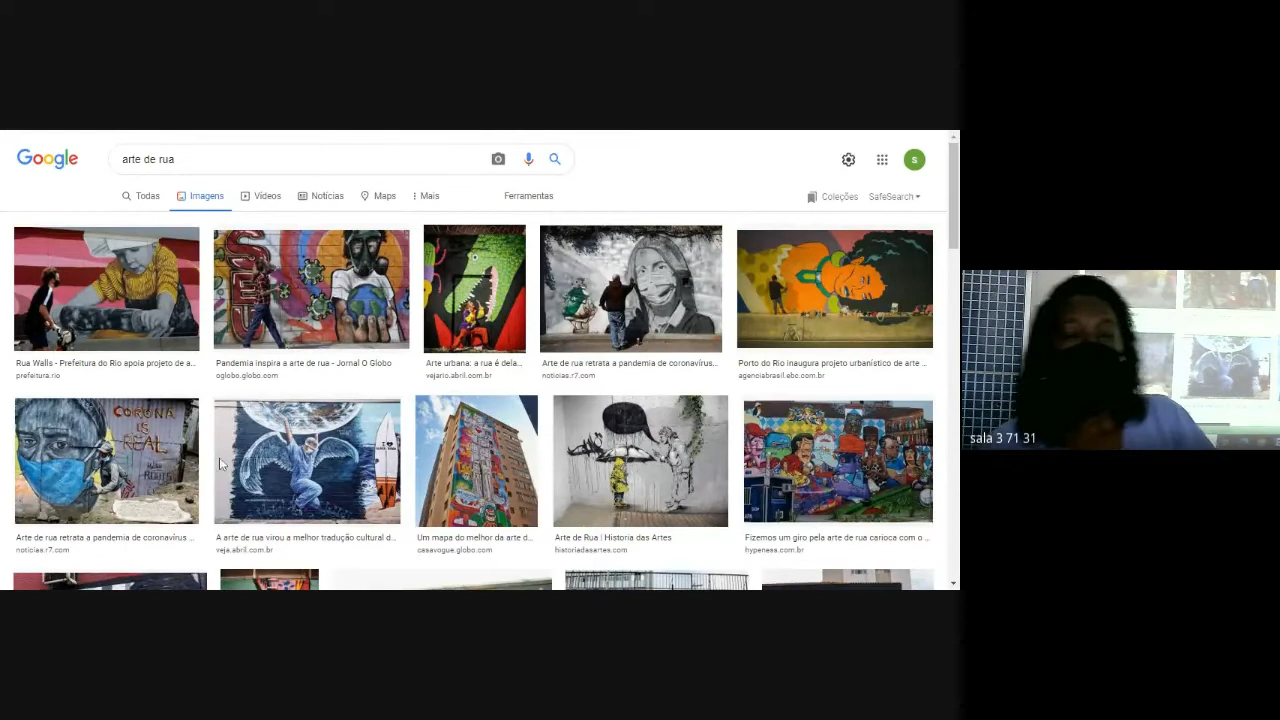 Google
arte de rua
S
Todas
Imagens
Vídeos
Notícias
Maps
Mais
Ferramentas
Coleções
SafeSearch
Rua Walls - Prefeitura do Rio apoia projeto de a...
prefeitura.rio
Pandemia inspira a arte de rua - Jornal O Globo
oglobo.globo.com
Arte urbana: a rua é dela...
vejario.abril.com.br
Arte de rua retrata a pandemia de coronavírus...
noticias.r7.com
Porto do Rio inaugura projeto urbanístico de arte ...
agenciabrasil.ebc.com.br
CORONA
IS
REAL
Arte de rua retrata a pandemia de coronavírus ...
noticias.r7.com
A arte de rua virou a melhor tradução cultural d...
veja.abril.com.br
Um mapa do melhor da arte d...
casavogue.globo.com
Arte de Rua | Historia das Artes
historiadasartes.com
Fizemos um giro pela arte de rua carioca com o ...
hypeness.com.br
sala 3 71 31